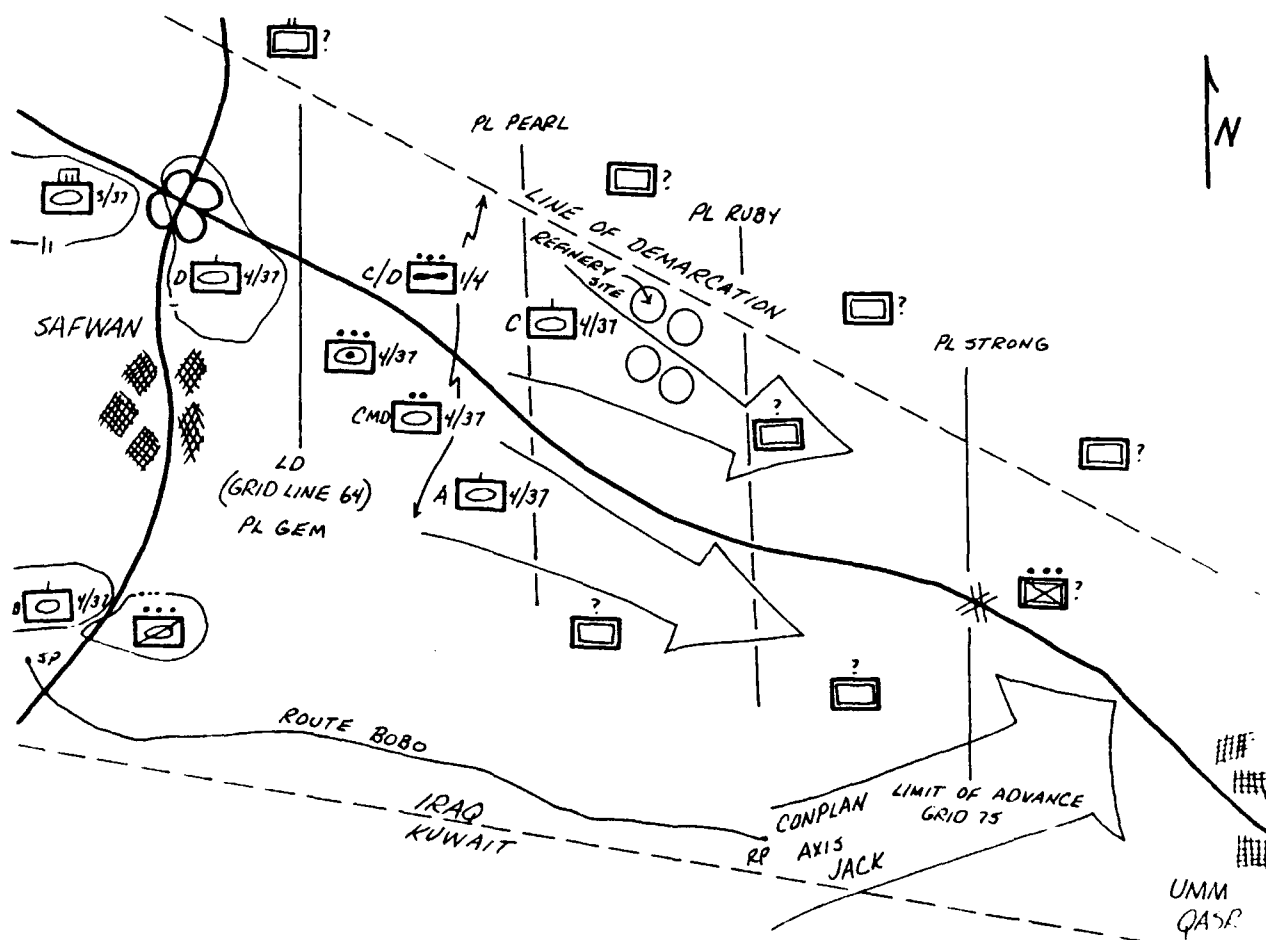 ?
PL PEARL
N
3/37
LINE OF DEMARCATION
?
PL RUBY
REFINERY
SITE
D 4/37
C/D 1/4
C 4/37
?
SAFWAN
4/37
PL STRONG
CMD 4/37
?
?
LD
(GRID LINE 64)
PL GEM
A 4/37
B 4/37
?
?
SP
?
ROUTE BOBO
IRAQ
KUWAIT
CONPLAN
AXIS
JACK
RP
LIMIT OF ADVANCE
GRID 75
UMM
QASR